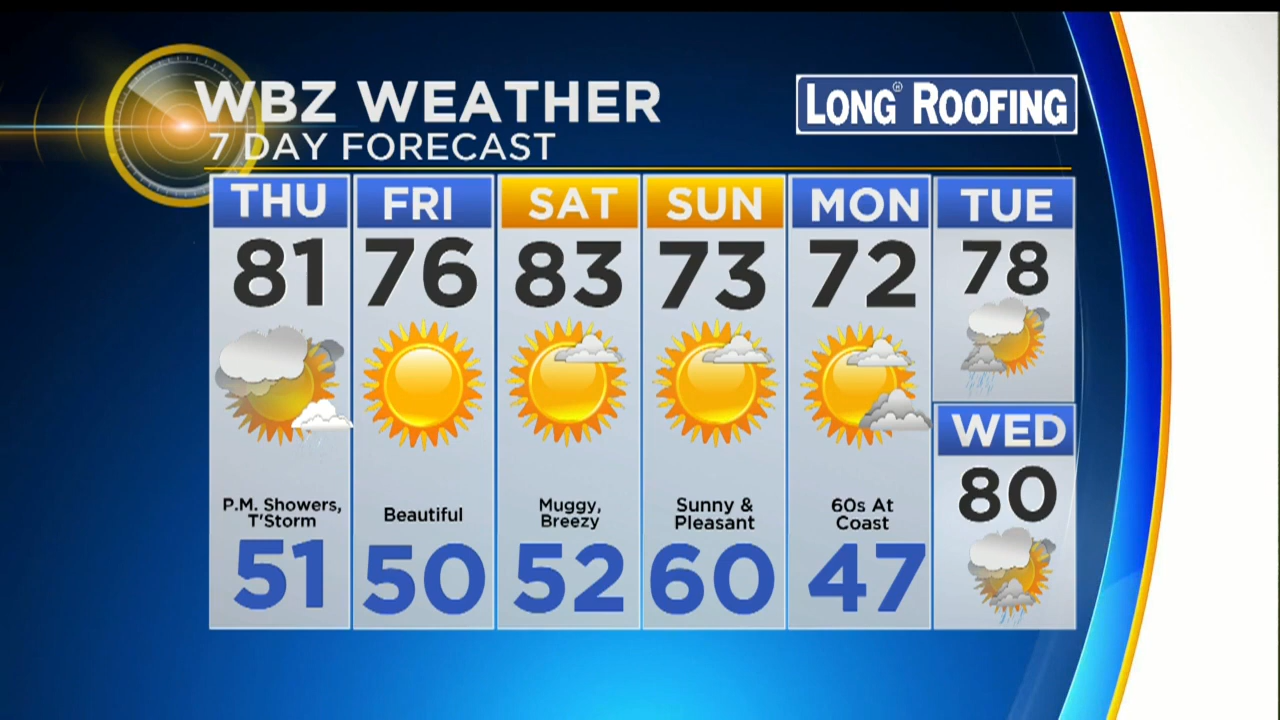 WBZ WEATHER
7 DAY FORECAST
LONG® ROOFING
THU
81
P.M. Showers,
T'Storm
51
FRI
76
Beautiful
50
SAT
83
Muggy,
Breezy
52
SUN
73
Sunny &
Pleasant
60
MON
72
60s At
Coast
47
TUE
78
WED
80